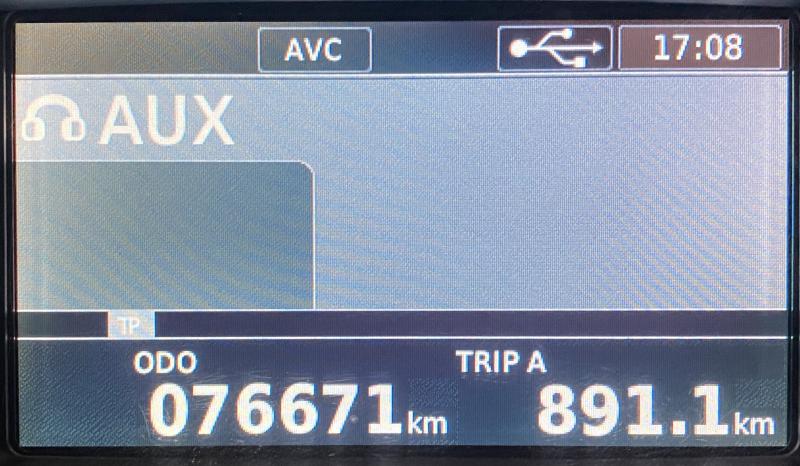 AVC 17:08
AUX
TP
ODO TRIP A
076671km 891.1km